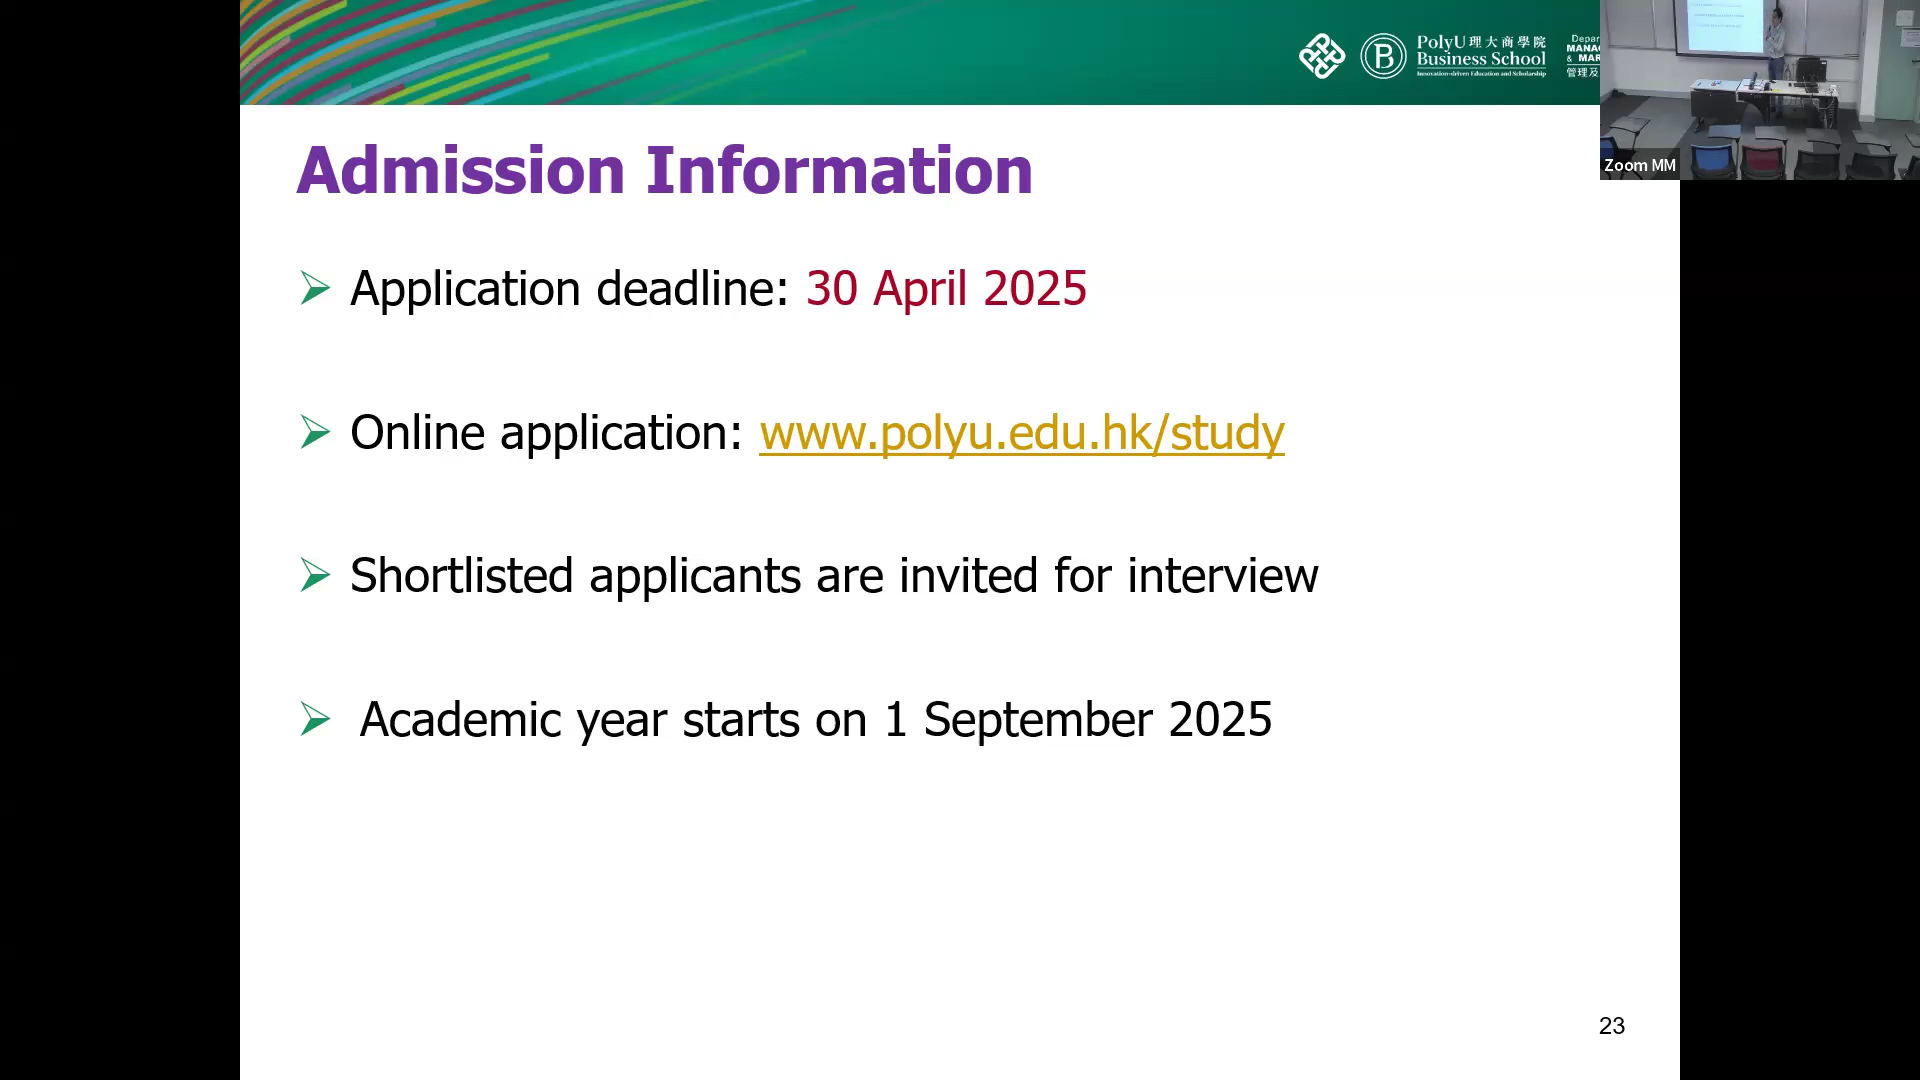 PolyU理大商學院
Business School
Innovation-driven Education and Scholarship
Zoom MM
Admission Information
Application deadline: 30 April 2025
Online application: www.polyu.edu.hk/study
Shortlisted applicants are invited for interview
Academic year starts on 1 September 2025
23